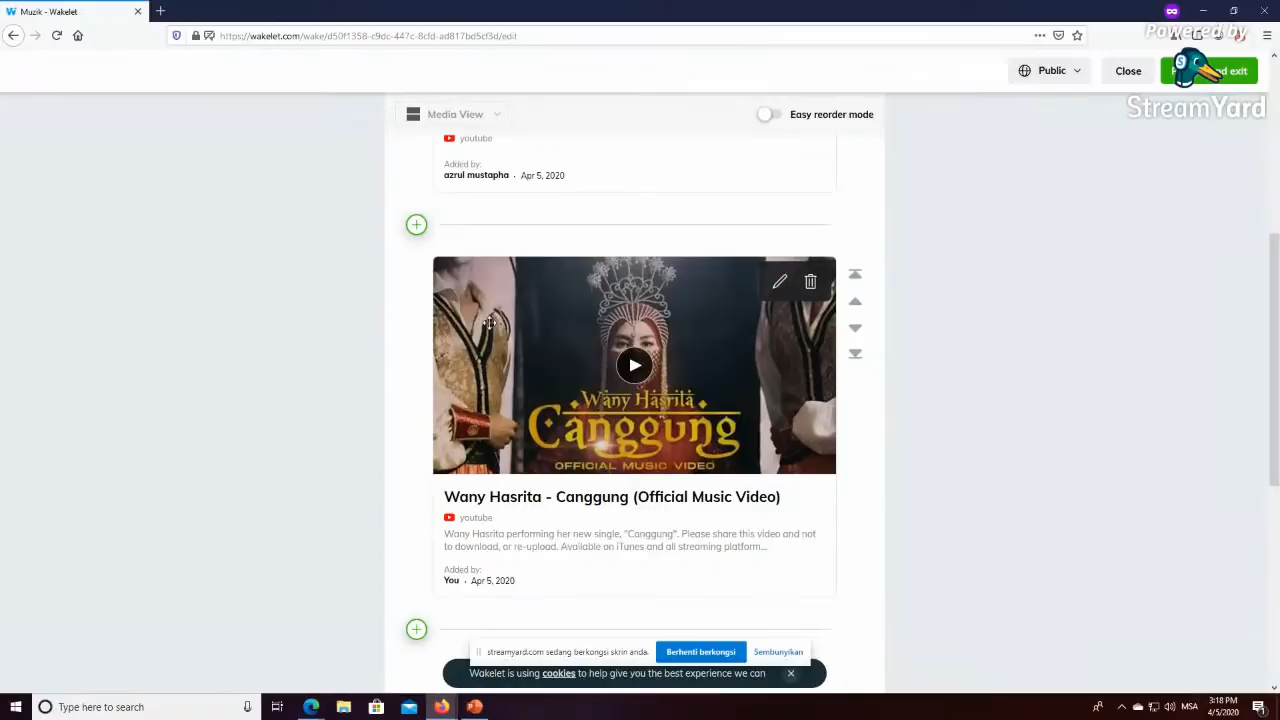 Muzik - Wakelet
https://wakelet.com/wake/d50f1358-c9dc-447c-8cfd-ad817bd5cf3d/edit
Powered by
Public
Close
d exit
StreamYard
Media View
Easy reorder mode
youtube
Added by:
azrul mustapha . Apr 5, 2020
Wany Hasrita
Canggung
OFFICIAL MUSIC VIDEO
Wany Hasrita - Canggung (Official Music Video)
youtube
Wany Hasrita performing her new single, "Canggung". Please share this video and not
to download, or re-upload. Available on iTunes and all streaming platform...
Added by:
You . Apr 5, 2020
streamyard.com sedang berkongsi skrin anda.
Berhenti berkongsi
Sembunyikan
Wakelet is using cookies to help give you the best experience we can
Type here to search
MSA
3:18 PM
4/5/2020